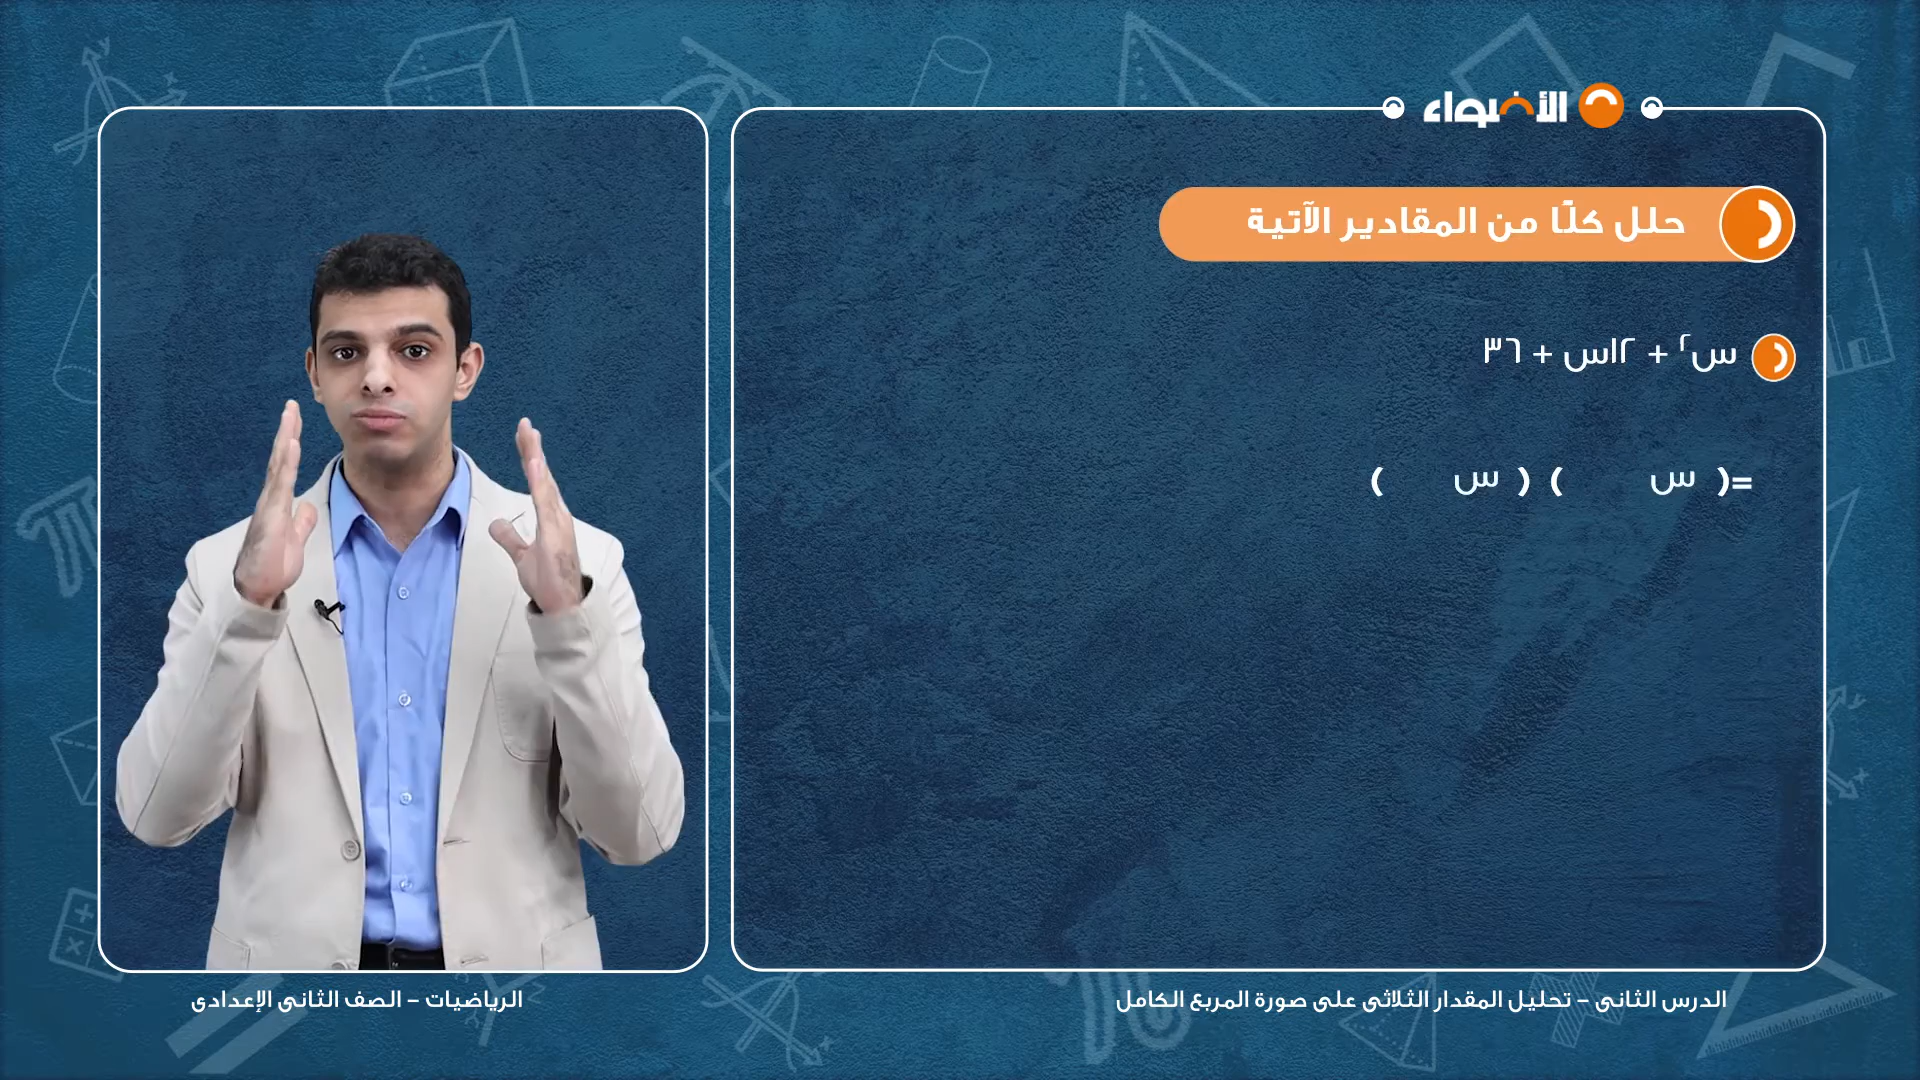 الأضواء
حلل كلًا من المقادير الآتية
س٢ + ١٢س + ٣٦
=( س ) ( س )
الرياضيات - الصف الثانى الإعدادى
الدرس الثانى - تحليل المقدار الثلاثى على صورة المربع الكامل